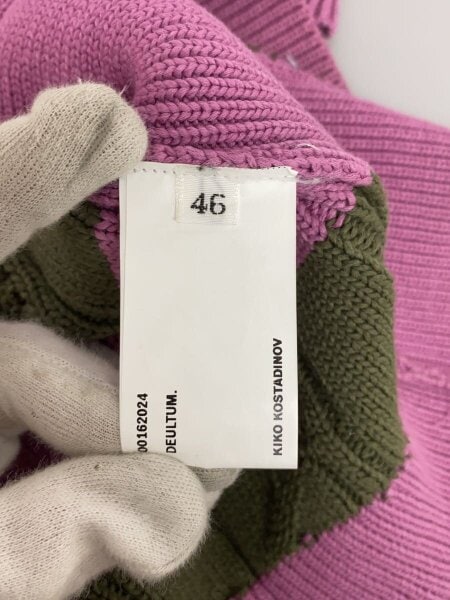 46
00162024
DEULTUM.
KIKO KOSTADINOV